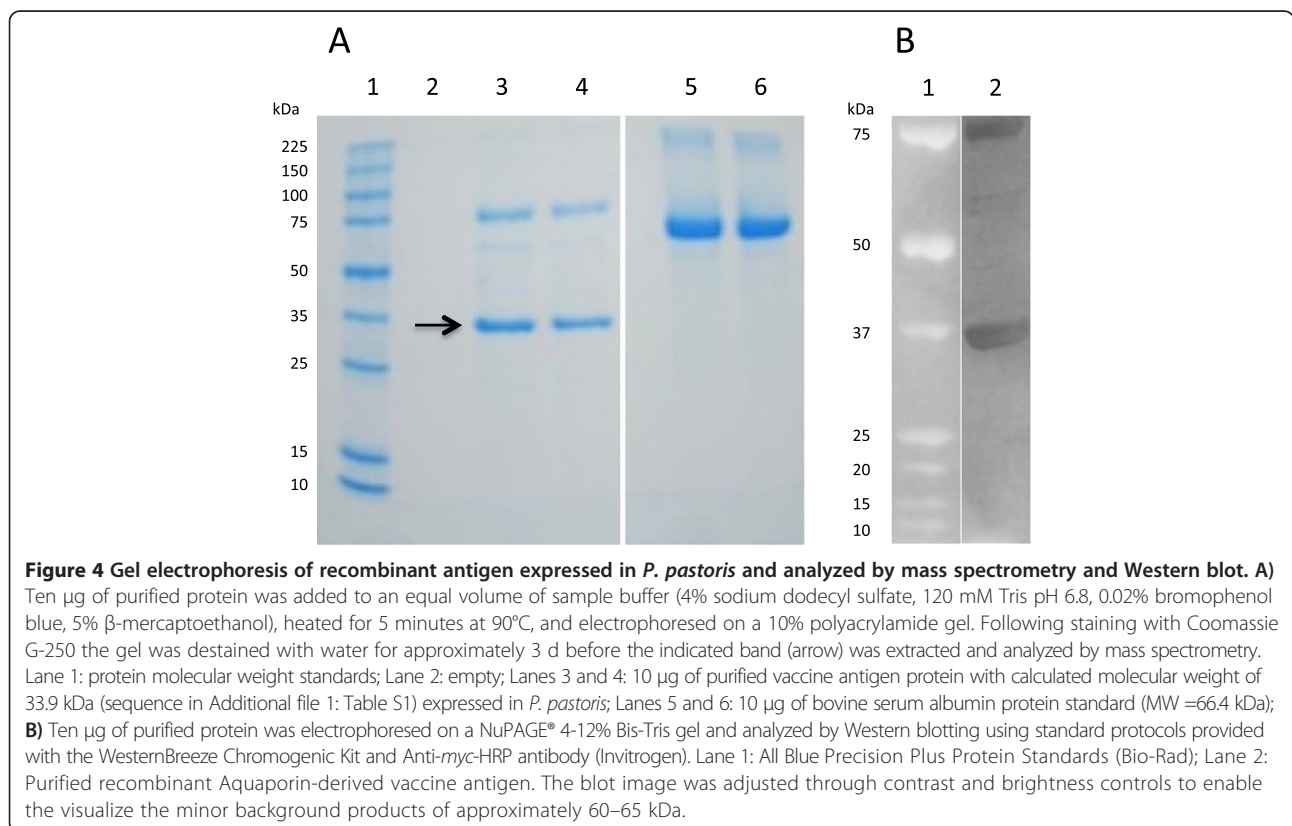 A
B
1 2 3 4 5 6
1 2
kDa
kDa
225
150
100
75
50
35
25
15
10
75
50
37
25
20
15
10
Figure 4 Gel electrophoresis of recombinant antigen expressed in P. pastoris and analyzed by mass spectrometry and Western blot. A)
Ten μg of purified protein was added to an equal volume of sample buffer (4% sodium dodecyl sulfate, 120 mM Tris pH 6.8, 0.02% bromophenol
blue, 5% β-mercaptoethanol), heated for 5 minutes at 90°C, and electrophoresed on a 10% polyacrylamide gel. Following staining with Coomassie
G-250 the gel was destained with water for approximately 3 d before the indicated band (arrow) was extracted and analyzed by mass spectrometry.
Lane 1: protein molecular weight standards; Lane 2: empty; Lanes 3 and 4: 10 μg of purified vaccine antigen protein with calculated molecular weight of
33.9 kDa (sequence in Additional file 1: Table S1) expressed in P. pastoris; Lanes 5 and 6: 10 μg of bovine serum albumin protein standard (MW =66.4 kDa);
B) Ten μg of purified protein was electrophoresed on a NuPAGE® 4-12% Bis-Tris gel and analyzed by Western blotting using standard protocols provided
with the WesternBreeze Chromogenic Kit and Anti-myc-HRP antibody (Invitrogen). Lane 1: All Blue Precision Plus Protein Standards (Bio-Rad); Lane 2:
Purified recombinant Aquaporin-derived vaccine antigen. The blot image was adjusted through contrast and brightness controls to enable
the visualize the minor background products of approximately 60–65 kDa.